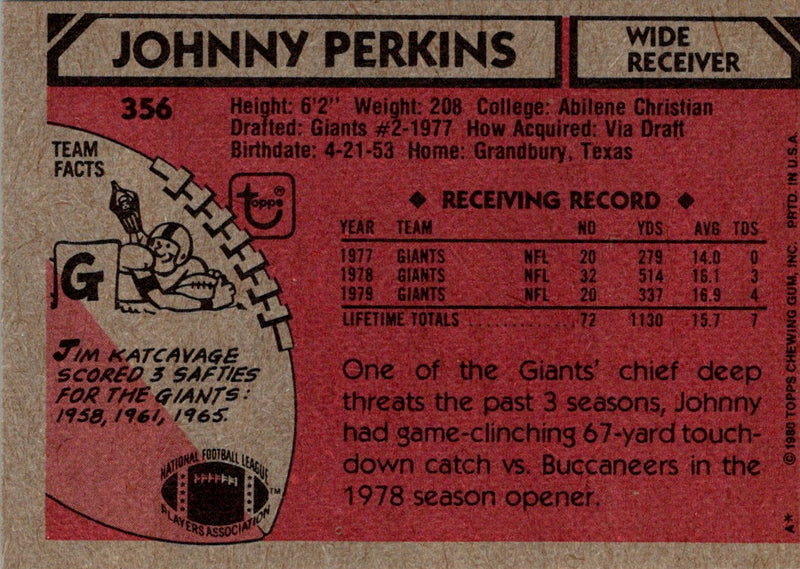 JOHNNY PERKINS
WIDE
RECEIVER
356
Height: 6'2" Weight: 208 College: Abilene Christian
Drafted: Giants #2-1977 How Acquired: Via Draft
Birthdate: 4-21-53 Home: Grandbury, Texas
TEAM
FACTS
topps®
G
JIM KATCAVAGE
SCORED 3 SAFTIES
FOR THE GIANTS:
1958, 1961, 1965.
NATIONAL FOOTBALL LEAGUE
PLAYERS ASSOCIATION
TM
◆ RECEIVING RECORD ◆
YEAR TEAM NO YDS AVG TDS
1977 GIANTS NFL 20 279 14.0 0
1978 GIANTS NFL 32 514 16.1 3
1979 GIANTS NFL 20 337 16.9 4
LIFETIME TOTALS ............ 72 1130 15.7 7
One of the Giants' chief deep
threats the past 3 seasons, Johnny
had game-clinching 67-yard touch-
down catch vs. Buccaneers in the
1978 season opener.
A* © 1980 TOPPS CHEWING GUM, INC. PRTD. IN U.S.A.